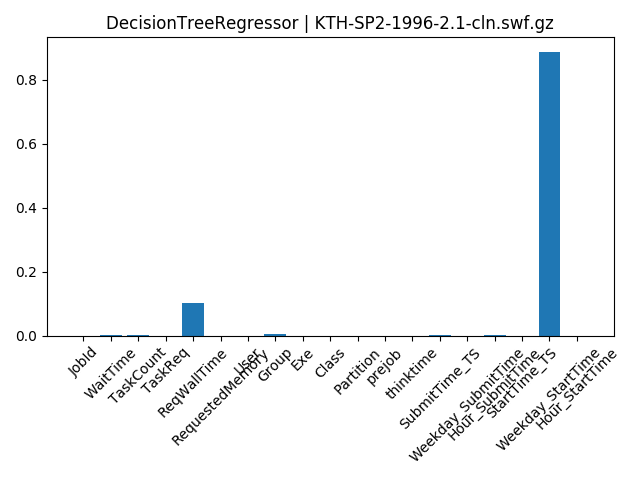 DecisionTreeRegressor | KTH-SP2-1996-2.1-cln.swf.gz
0.8
0.6
0.4
0.2
0.0
JobId
WaitTime
TaskCount
TaskReq
ReqWallTime
RequestedMemory
User
Group
Exe
Class
Partition
prejob
thinktime
SubmitTime_TS
Weekday_SubmitTime
Hour_SubmitTime
StartTime_TS
Weekday_StartTime
Hour_StartTime